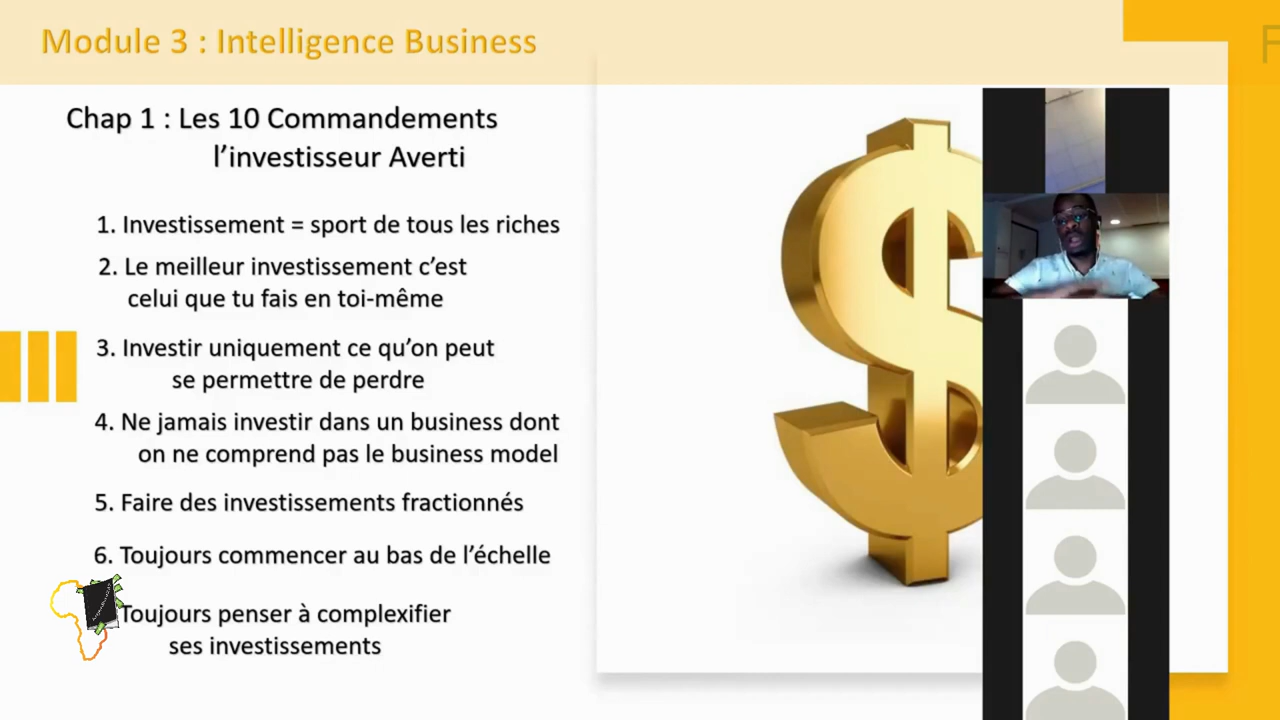 Module 3 : Intelligence Business
F
Chap 1 : Les 10 Commandements
l’investisseur Averti
1. Investissement = sport de tous les riches
2. Le meilleur investissement c’est
celui que tu fais en toi-même
3. Investir uniquement ce qu’on peut
se permettre de perdre
4. Ne jamais investir dans un business dont
on ne comprend pas le business model
5. Faire des investissements fractionnés
6. Toujours commencer au bas de l’échelle
Toujours penser à complexifier
ses investissements